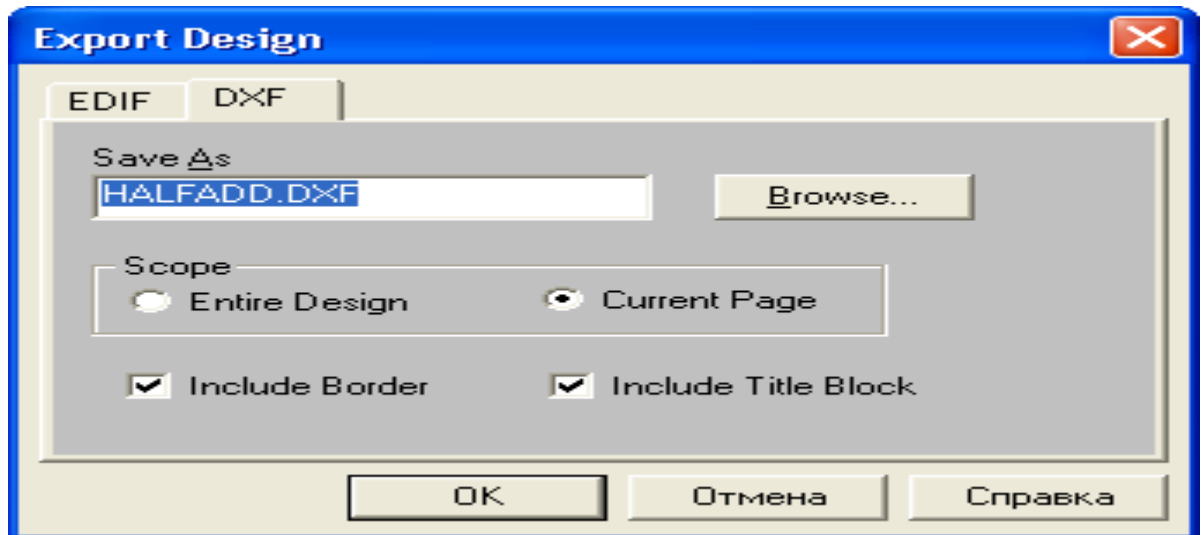 Export Design
EDIF DXF
Save As
HALFADD.DXF Browse...
Scope
Entire Design Current Page
Include Border Include Title Block
OK Отмена Справка